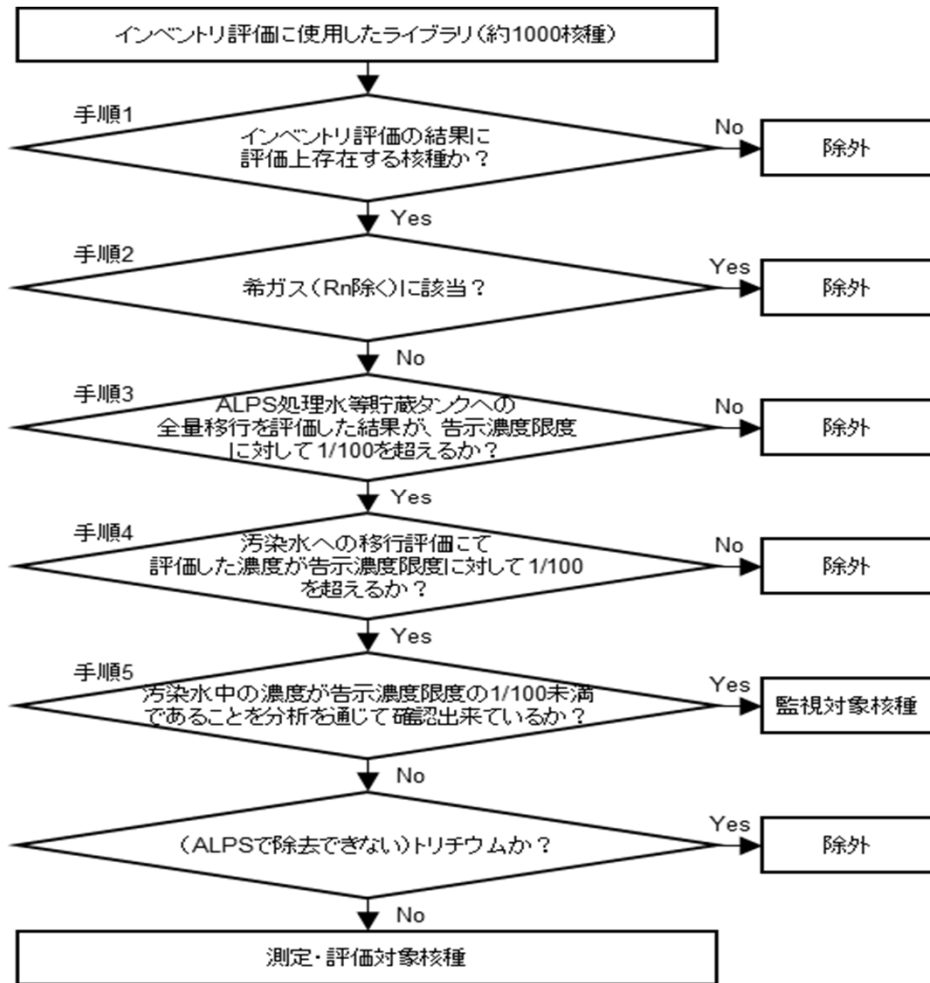 インベントリ評価に使用したライブラリ(約1000核種)
手順1
インベントリ評価の結果に
評価上存在する核種か？
No
除外
Yes
手順2
希ガス(Rn除く)に該当？
Yes
除外
No
手順3
ALPS処理水等貯蔵タンクへの
全量移行を評価した結果が、告示濃度限度
に対して1/100を超えるか？
No
除外
Yes
手順4
汚染水への移行評価にて
評価した濃度が告示濃度限度に対して1/100
を超えるか？
No
除外
Yes
手順5
汚染水中の濃度が告示濃度限度の1/100未満
であることを分析を通じて確認出来ているか？
Yes
監視対象核種
No
(ALPSで除去できない)トリチウムか？
Yes
除外
No
測定・評価対象核種